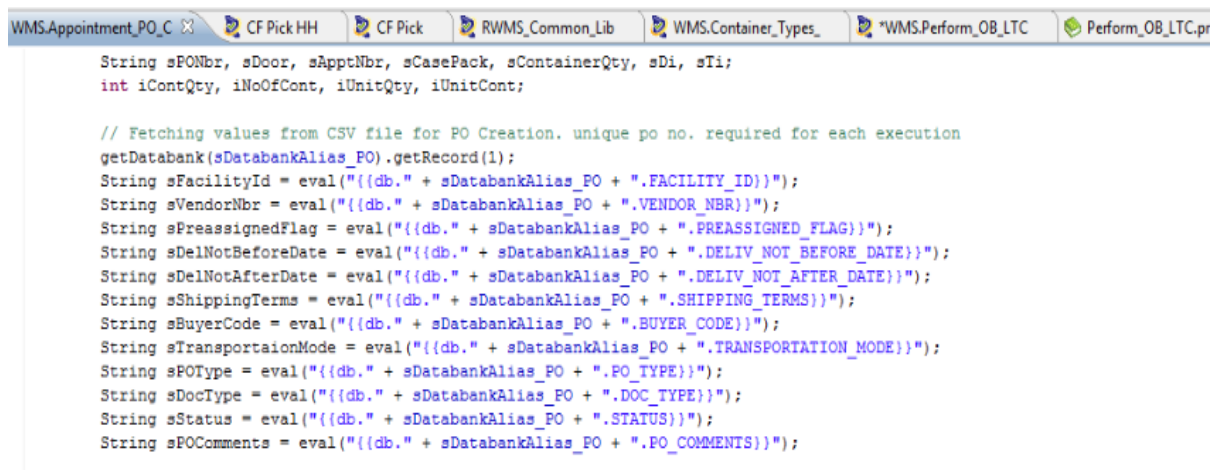 WMS.Appointment_PO_C CF Pick HH CF Pick RWMS_Common_Lib WMS.Container_Types_ *WMS.Perform_OB_LTC Perform_OB_LTC.pr
String sPONbr, sDoor, sApptNbr, sCasePack, sContainerQty, sDi, sTi;
int iContQty, iNoOfCont, iUnitQty, iUnitCont;
// Fetching values from CSV file for PO Creation. unique po no. required for each execution
getDatabank(sDatabankAlias_PO).getRecord(1);
String sFacilityId = eval("{{db." + sDatabankAlias_PO + ".FACILITY_ID}}");
String sVendorNbr = eval("{{db." + sDatabankAlias_PO + ".VENDOR_NBR}}");
String sPreassignedFlag = eval("{{db." + sDatabankAlias_PO + ".PREASSIGNED_FLAG}}");
String sDelNotBeforeDate = eval("{{db." + sDatabankAlias_PO + ".DELIV_NOT_BEFORE_DATE}}");
String sDelNotAfterDate = eval("{{db." + sDatabankAlias_PO + ".DELIV_NOT_AFTER_DATE}}");
String sShippingTerms = eval("{{db." + sDatabankAlias_PO + ".SHIPPING_TERMS}}");
String sBuyerCode = eval("{{db." + sDatabankAlias_PO + ".BUYER_CODE}}");
String sTransportaionMode = eval("{{db." + sDatabankAlias_PO + ".TRANSPORTATION_MODE}}");
String sPOType = eval("{{db." + sDatabankAlias_PO + ".PO_TYPE}}");
String sDocType = eval("{{db." + sDatabankAlias_PO + ".DOC_TYPE}}");
String sStatus = eval("{{db." + sDatabankAlias_PO + ".STATUS}}");
String sPOComments = eval("{{db." + sDatabankAlias_PO + ".PO_COMMENTS}}");